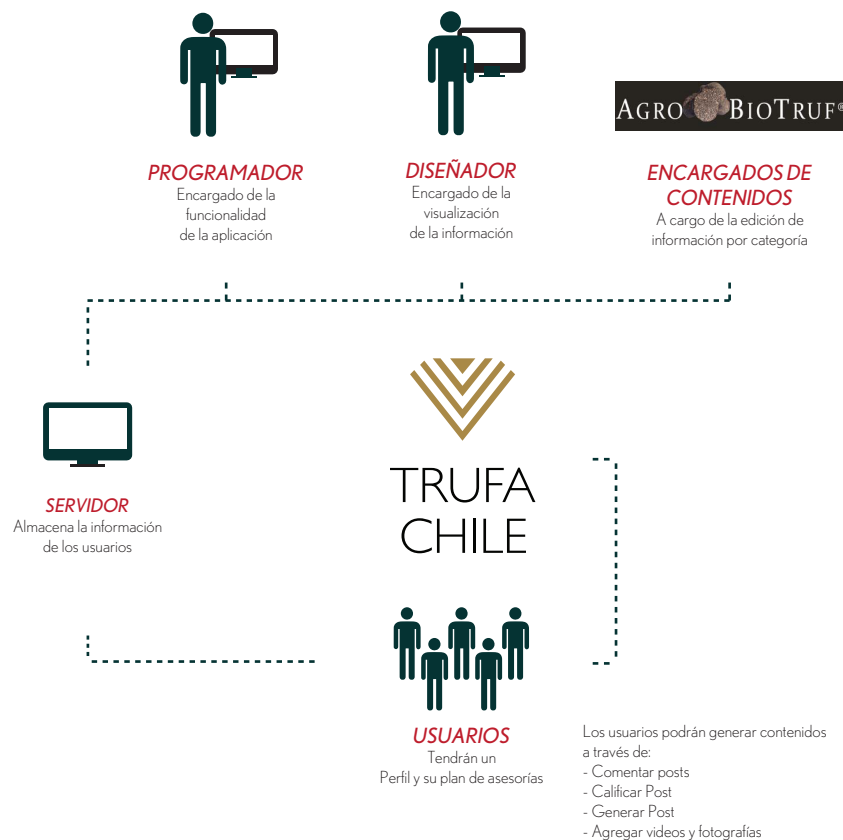 AGRO BIOTRUF®
PROGRAMADOR
Encargado de la
funcionalidad
de la aplicación
DISEÑADOR
Encargado de la
visualización
de la información
ENCARGADOS DE
CONTENIDOS
A cargo de la edición de
información por categoría
TRUFA
CHILE
SERVIDOR
Almacena la información
de los usuarios
USUARIOS
Tendrán un
Perfil y su plan de asesorías
Los usuarios podrán generar contenidos
a través de:
- Comentar posts
- Calificar Post
- Generar Post
- Agregar videos y fotografías